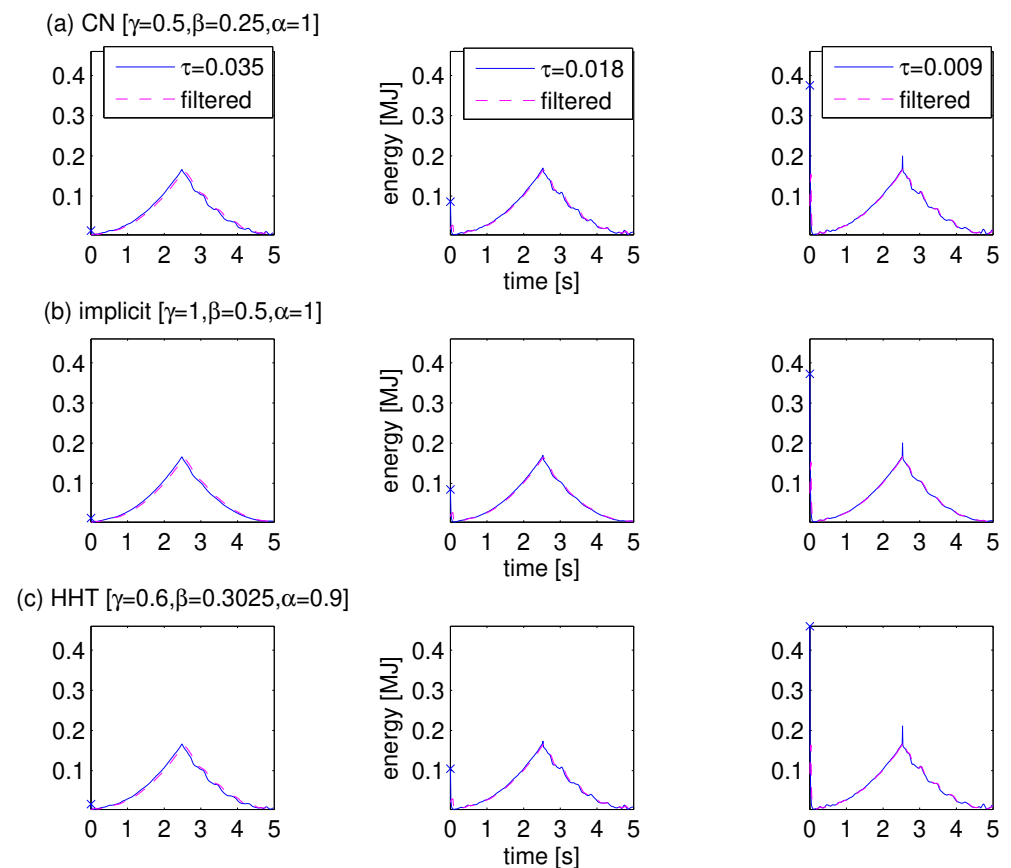 (a) CN [γ=0.5,β=0.25,α=1]
τ=0.035
filtered
0.4
0.3
0.2
0.1
0 1 2 3 4 5
τ=0.018
filtered
energy [MJ]
0.4
0.3
0.2
0.1
0 1 2 3 4 5
time [s]
τ=0.009
filtered
0.4
0.3
0.2
0.1
0 1 2 3 4 5
(b) implicit [γ=1,β=0.5,α=1]
0.4
0.3
0.2
0.1
0 1 2 3 4 5
energy [MJ]
0.4
0.3
0.2
0.1
0 1 2 3 4 5
time [s]
0.4
0.3
0.2
0.1
0 1 2 3 4 5
(c) HHT [γ=0.6,β=0.3025,α=0.9]
0.4
0.3
0.2
0.1
0 1 2 3 4 5
energy [MJ]
0.4
0.3
0.2
0.1
0 1 2 3 4 5
time [s]
0.4
0.3
0.2
0.1
0 1 2 3 4 5